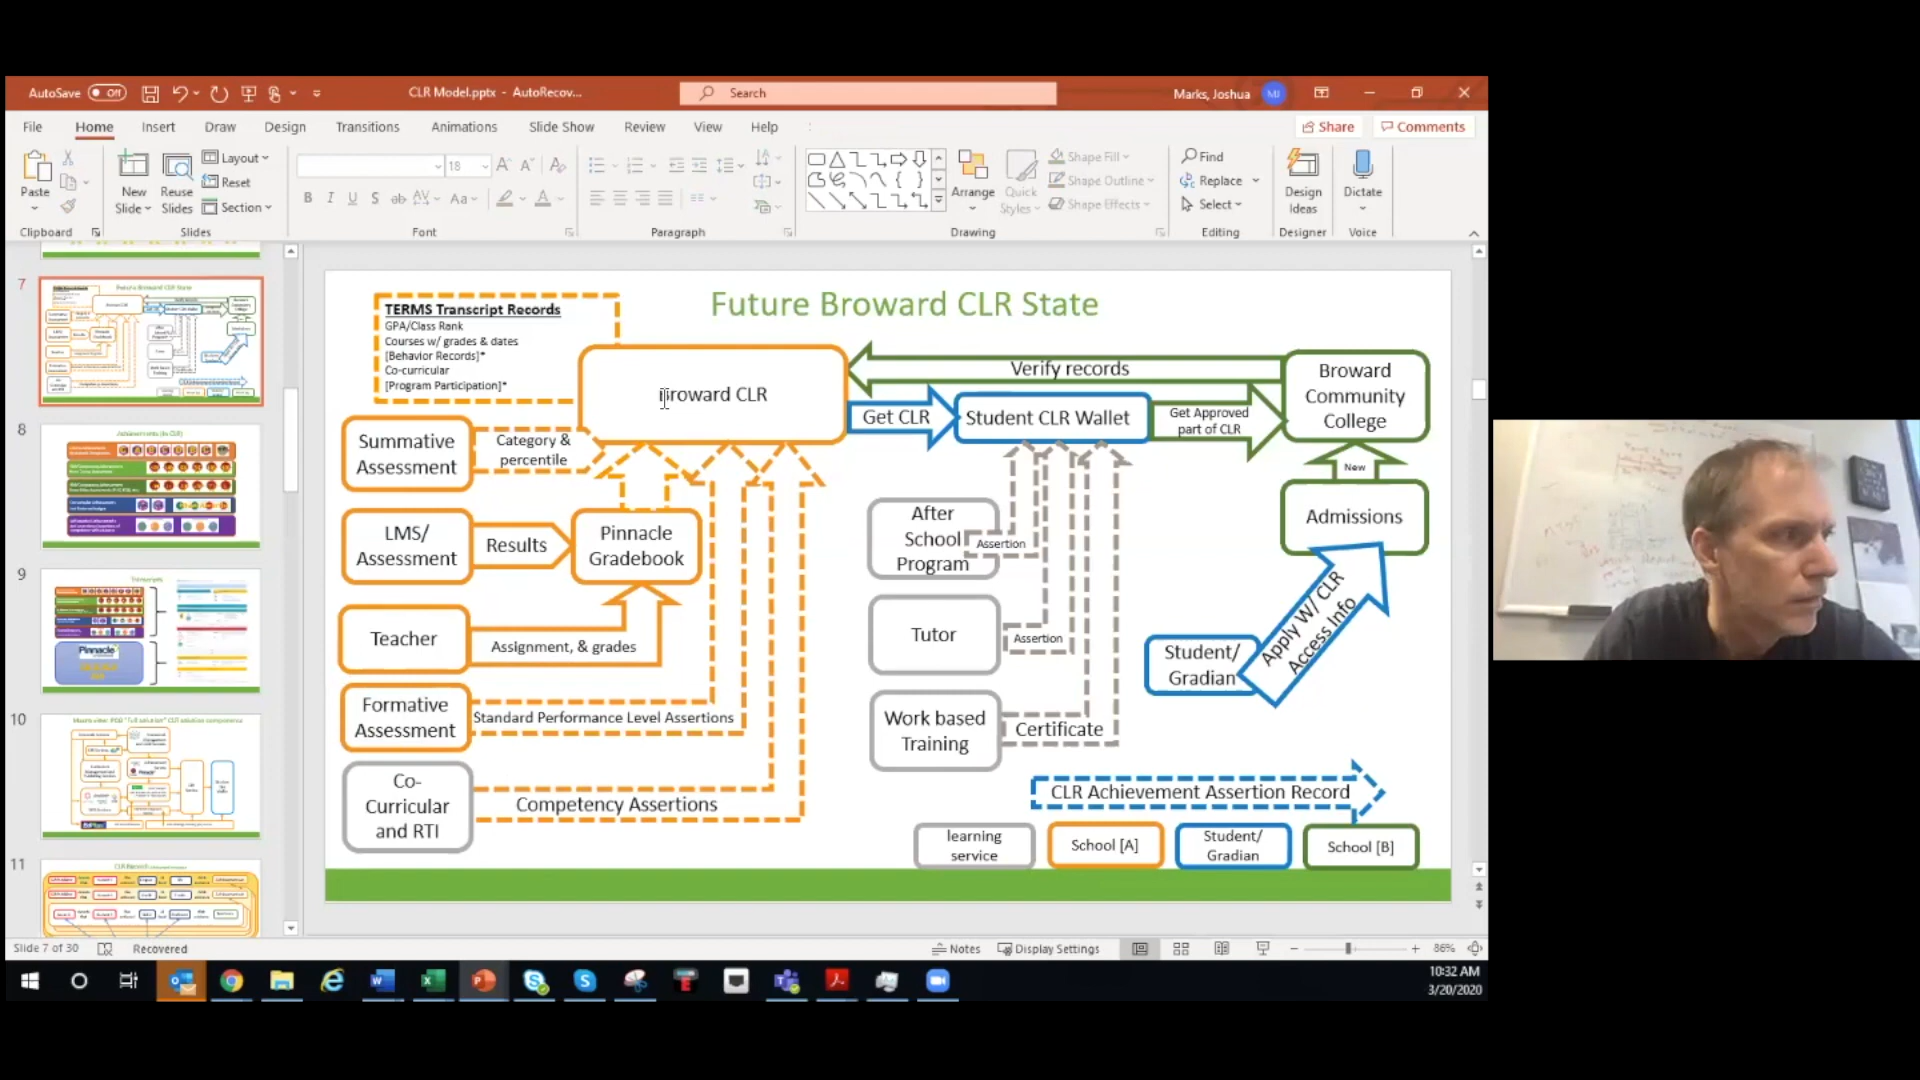 AutoSave Off CLR Model.pptx - AutoRecov... Search Marks, Joshua MJ
File Home Insert Draw Design Transitions Animations Slide Show Review View Help Share Comments
Paste
New Slide
Reuse Slides
Layout
Reset
Section
18
Shape Fill
Shape Outline
Shape Effects
Arrange
Quick Styles
Find
Replace
Select
Design Ideas
Dictate
Clipboard Slides Font Paragraph Drawing Editing Designer Voice
7
8
9
10
11
Future Broward CLR State
TERMS Transcript Records
GPA/Class Rank
Courses w/ grades & dates
[Behavior Records]*
Co-curricular
[Program Participation]*
Broward CLR
Verify records
Broward
Community
College
Get CLR
Student CLR Wallet
Get Approved
part of CLR
Summative
Assessment
Category &
percentile
New
Admissions
LMS/
Assessment
Results
Pinnacle
Gradebook
After
School
Program
Assertion
Teacher
Assignment, & grades
Tutor
Assertion
Student/
Gradian
Apply W/ CLR
Access Info
Formative
Assessment
Standard Performance Level Assertions
Work based
Training
Certificate
Co-
Curricular
and RTI
Competency Assertions
CLR Achievement Assertion Record
learning
service
School [A]
Student/
Gradian
School [B]
Slide 7 of 30 Recovered Notes Display Settings 86%
10:32 AM
3/20/2020